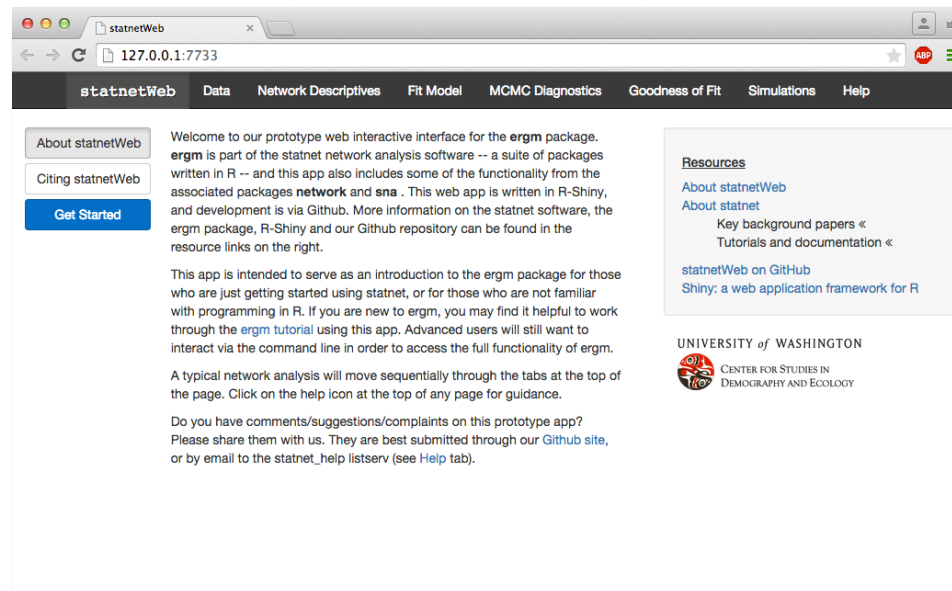 statnetWeb
127.0.0.1:7733
ABP
statnetWeb Data Network Descriptives Fit Model MCMC Diagnostics Goodness of Fit Simulations Help
About statnetWeb
Citing statnetWeb
Get Started
Welcome to our prototype web interactive interface for the ergm package.
ergm is part of the statnet network analysis software -- a suite of packages
written in R -- and this app also includes some of the functionality from the
associated packages network and sna . This web app is written in R-Shiny,
and development is via Github. More information on the statnet software, the
ergm package, R-Shiny and our Github repository can be found in the
resource links on the right.
This app is intended to serve as an introduction to the ergm package for those
who are just getting started using statnet, or for those who are not familiar
with programming in R. If you are new to ergm, you may find it helpful to work
through the ergm tutorial using this app. Advanced users will still want to
interact via the command line in order to access the full functionality of ergm.
A typical network analysis will move sequentially through the tabs at the top of
the page. Click on the help icon at the top of any page for guidance.
Do you have comments/suggestions/complaints on this prototype app?
Please share them with us. They are best submitted through our Github site,
or by email to the statnet_help listserv (see Help tab).
Resources
About statnetWeb
About statnet
Key background papers «
Tutorials and documentation «
statnetWeb on GitHub
Shiny: a web application framework for R
UNIVERSITY of WASHINGTON
CENTER FOR STUDIES IN
DEMOGRAPHY AND ECOLOGY